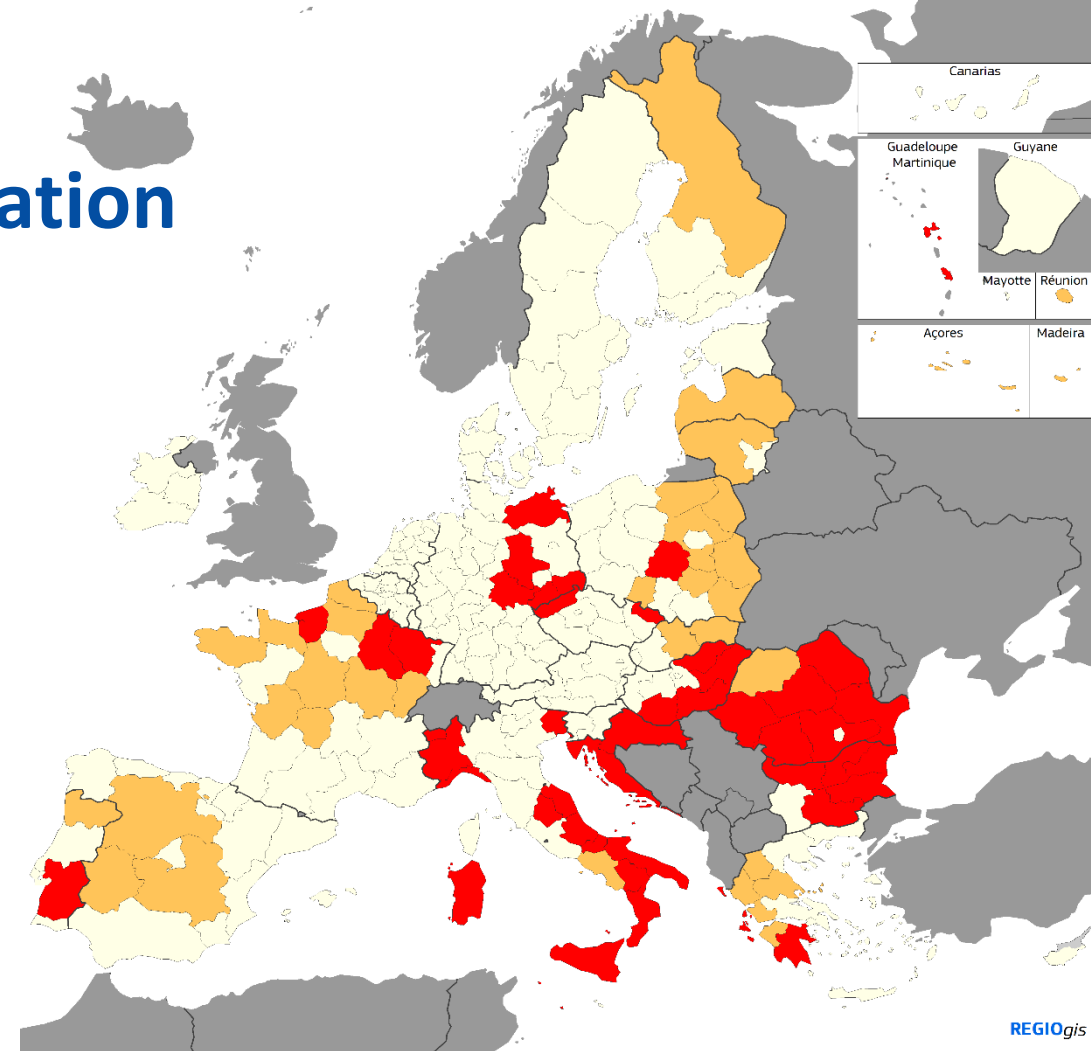 ation
Canarias
Guadeloupe
Martinique
Guyane
Mayotte
Réunion
Açores
Madeira
REGIOgis